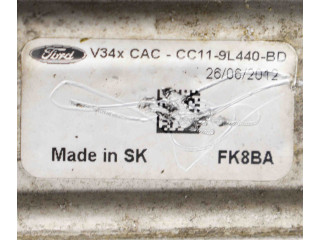 Ford V34x CAC - CC11-9L440-BD
26/06/2012
Made in SK FK8BA